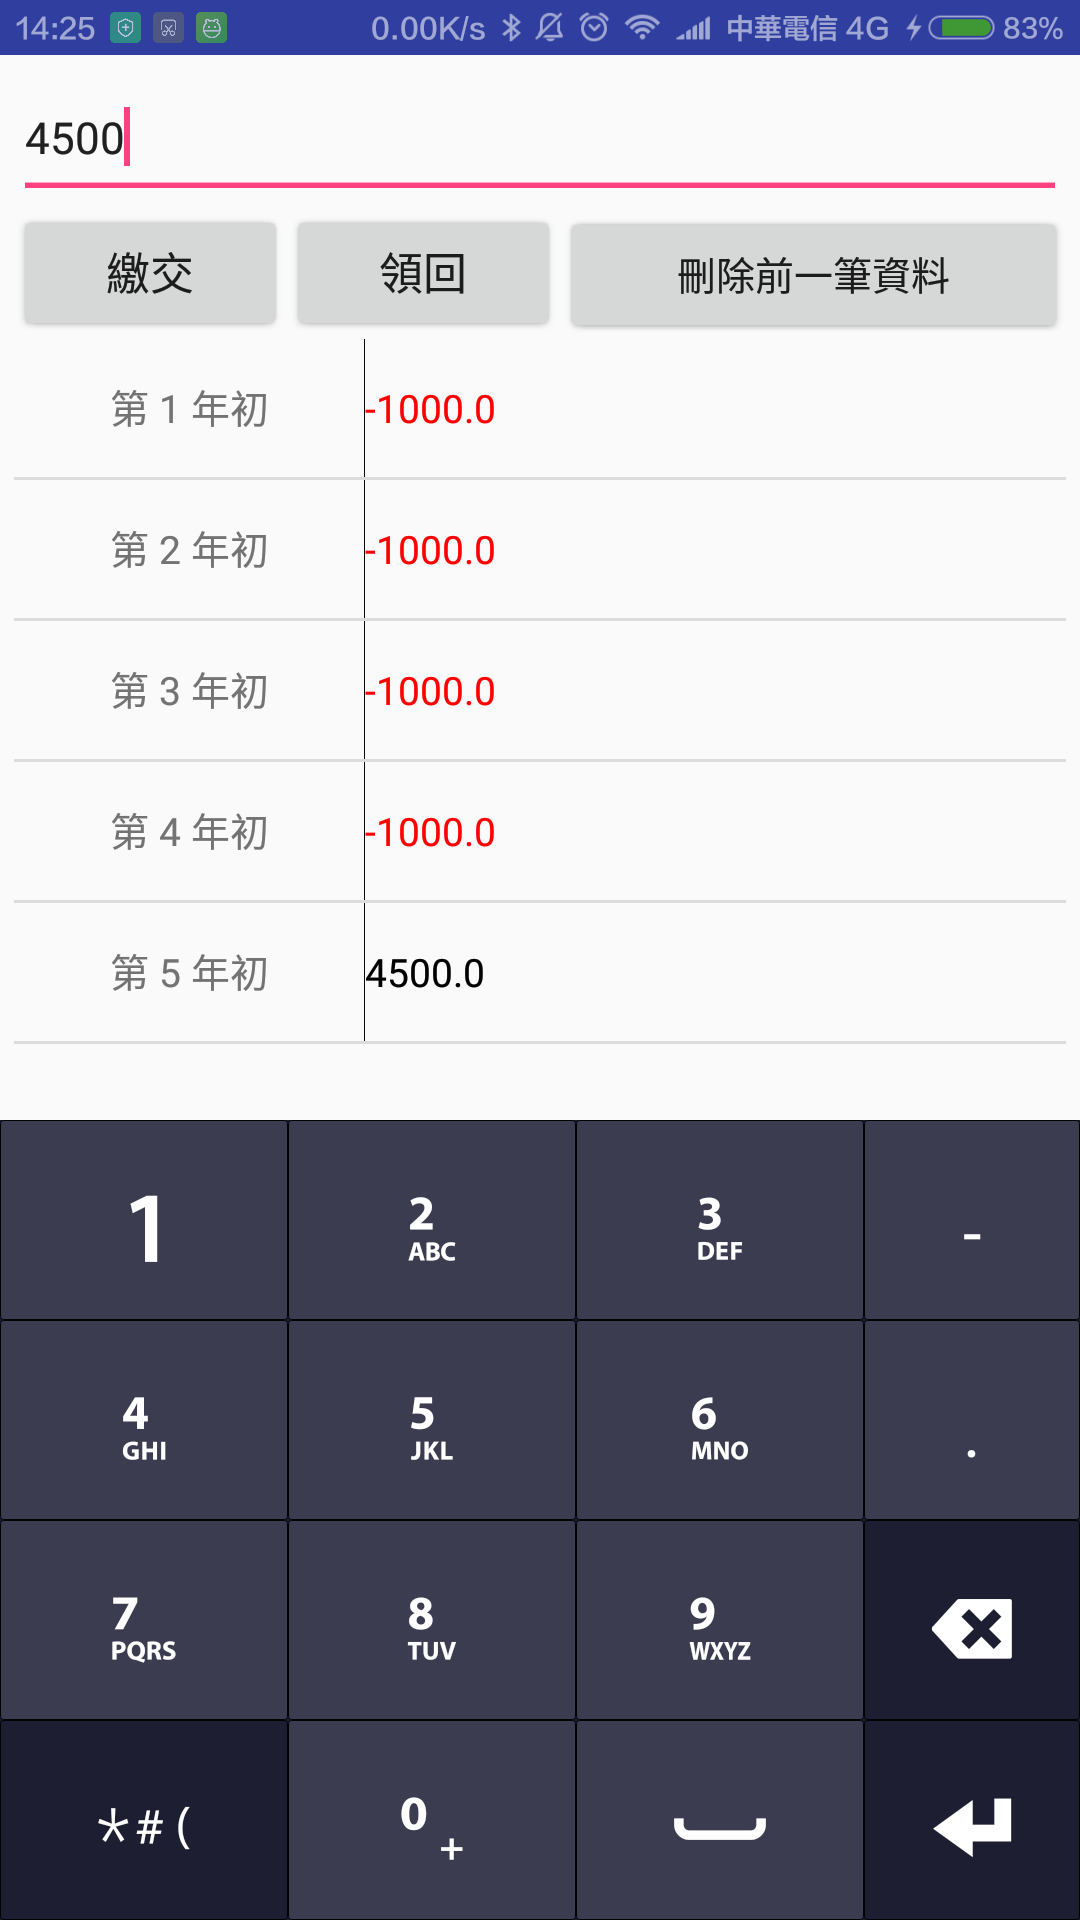 14:25 0.00K/s 中華電信 4G 83%
4500
繳交 領回 刪除前一筆資料
第 1 年初 -1000.0
第 2 年初 -1000.0
第 3 年初 -1000.0
第 4 年初 -1000.0
第 5 年初 4500.0
1 2 ABC 3 DEF -
4 GHI 5 JKL 6 MNO .
7 PQRS 8 TUV 9 WXYZ
*#( 0 +